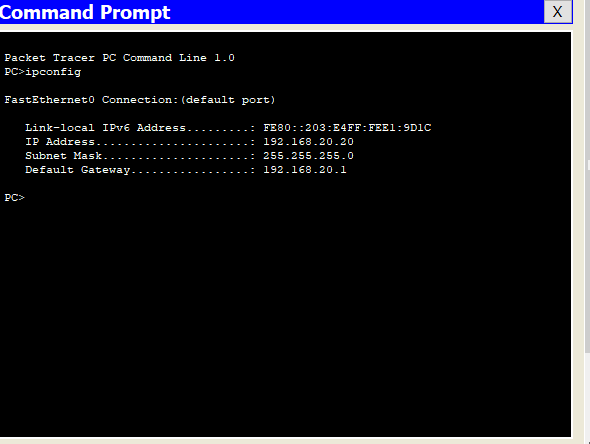 Command Prompt
X
Packet Tracer PC Command Line 1.0
PC>ipconfig
FastEthernet0 Connection:(default port)
Link-local IPv6 Address.........: FE80::203:E4FF:FEE1:9D1C
IP Address......................: 192.168.20.20
Subnet Mask.....................: 255.255.255.0
Default Gateway.................: 192.168.20.1
PC>